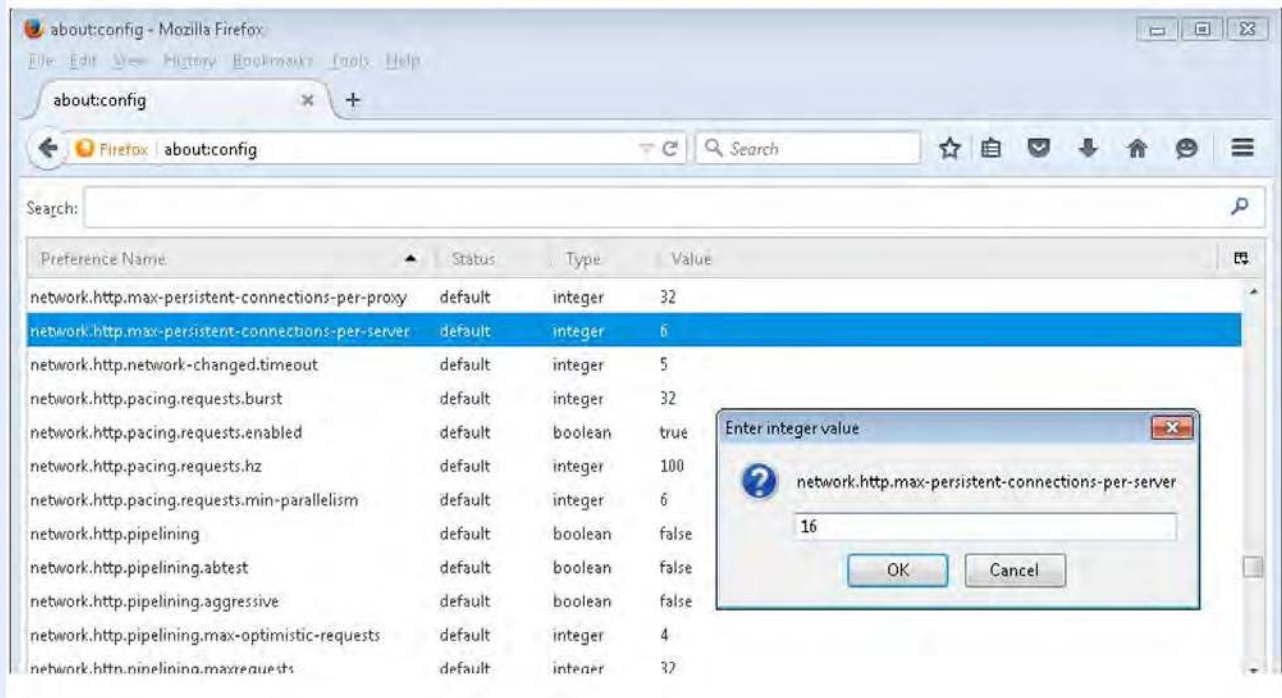 about:config - Mozilla Firefox
File Edit View History Bookmarks Tools Help
about:config
Firefox about:config Search
Search:
Preference Name Status Type Value
network.http.max-persistent-connections-per-proxy default integer 32
network.http.max-persistent-connections-per-server default integer 6
network.http.network-changed.timeout default integer 5
network.http.pacing.requests.burst default integer 32
network.http.pacing.requests.enabled default boolean true
network.http.pacing.requests.hz default integer 100
network.http.pacing.requests.min-parallelism default integer 6
network.http.pipelining default boolean false
network.http.pipelining.abtest default boolean false
network.http.pipelining.aggressive default boolean false
network.http.pipelining.max-optimistic-requests default integer 4
network.http.pipelining.maxrequests default integer 32
Enter integer value
network.http.max-persistent-connections-per-server
16
OK Cancel